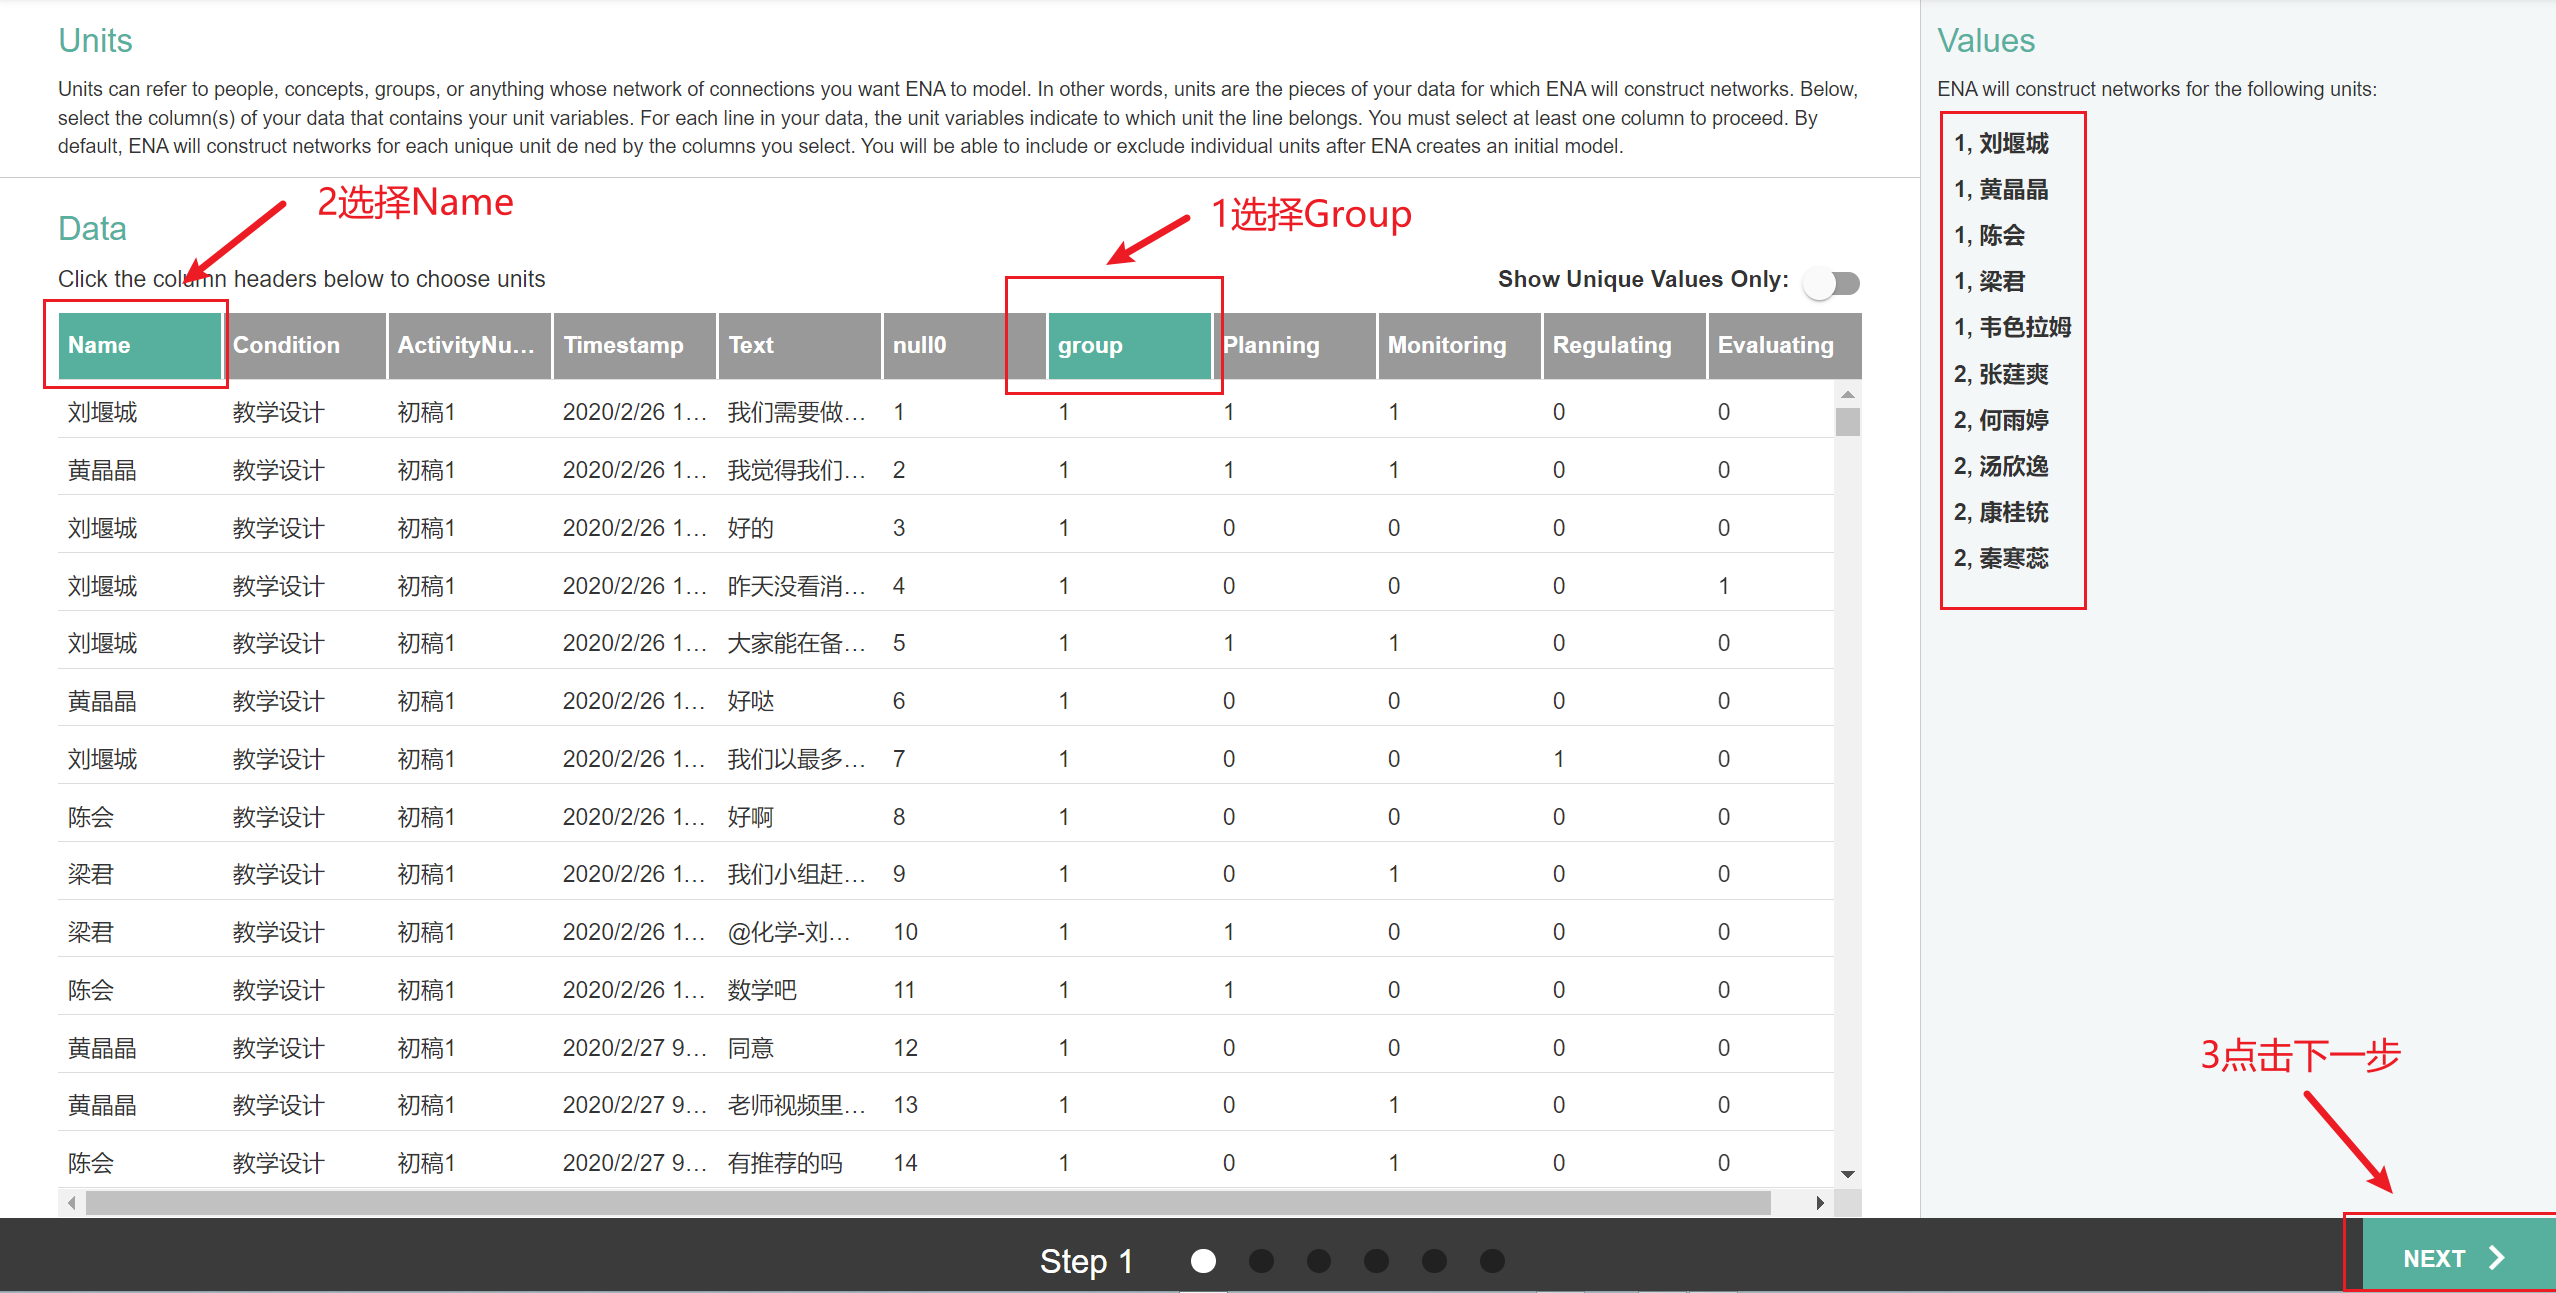 Units
Units can refer to people, concepts, groups, or anything whose network of connections you want ENA to model. In other words, units are the pieces of your data for which ENA will construct networks. Below,
select the column(s) of your data that contains your unit variables. For each line in your data, the unit variables indicate to which unit the line belongs. You must select at least one column to proceed. By
default, ENA will construct networks for each unique unit de ned by the columns you select. You will be able to include or exclude individual units after ENA creates an initial model.
2选择Name
1选择Group
Data
Click the column headers below to choose units
Show Unique Values Only:
Name Condition ActivityNu... Timestamp Text null0 group Planning Monitoring Regulating Evaluating
刘堰城 教学设计 初稿1 2020/2/26 1... 我们需要做... 1 1 1 1 0 0
黄晶晶 教学设计 初稿1 2020/2/26 1... 我觉得我们... 2 1 1 1 0 0
刘堰城 教学设计 初稿1 2020/2/26 1... 好的 3 1 0 0 0 0
刘堰城 教学设计 初稿1 2020/2/26 1... 昨天没看消... 4 1 0 0 0 1
刘堰城 教学设计 初稿1 2020/2/26 1... 大家能在备... 5 1 1 1 0 0
黄晶晶 教学设计 初稿1 2020/2/26 1... 好哒 6 1 0 0 0 0
刘堰城 教学设计 初稿1 2020/2/26 1... 我们以最多... 7 1 0 0 1 0
陈会 教学设计 初稿1 2020/2/26 1... 好啊 8 1 0 0 0 0
梁君 教学设计 初稿1 2020/2/26 1... 我们小组赶... 9 1 0 1 0 0
梁君 教学设计 初稿1 2020/2/26 1... @化学-刘... 10 1 1 0 0 0
陈会 教学设计 初稿1 2020/2/26 1... 数学吧 11 1 1 0 0 0
黄晶晶 教学设计 初稿1 2020/2/27 9... 同意 12 1 0 0 0 0
黄晶晶 教学设计 初稿1 2020/2/27 9... 老师视频里... 13 1 0 1 0 0
陈会 教学设计 初稿1 2020/2/27 9... 有推荐的吗 14 1 0 1 0 0
Values
ENA will construct networks for the following units:
1, 刘堰城
1, 黄晶晶
1, 陈会
1, 梁君
1, 韦色拉姆
2, 张莛爽
2, 何雨婷
2, 汤欣逸
2, 康桂铳
2, 秦寒蕊
3点击下一步
Step 1
NEXT